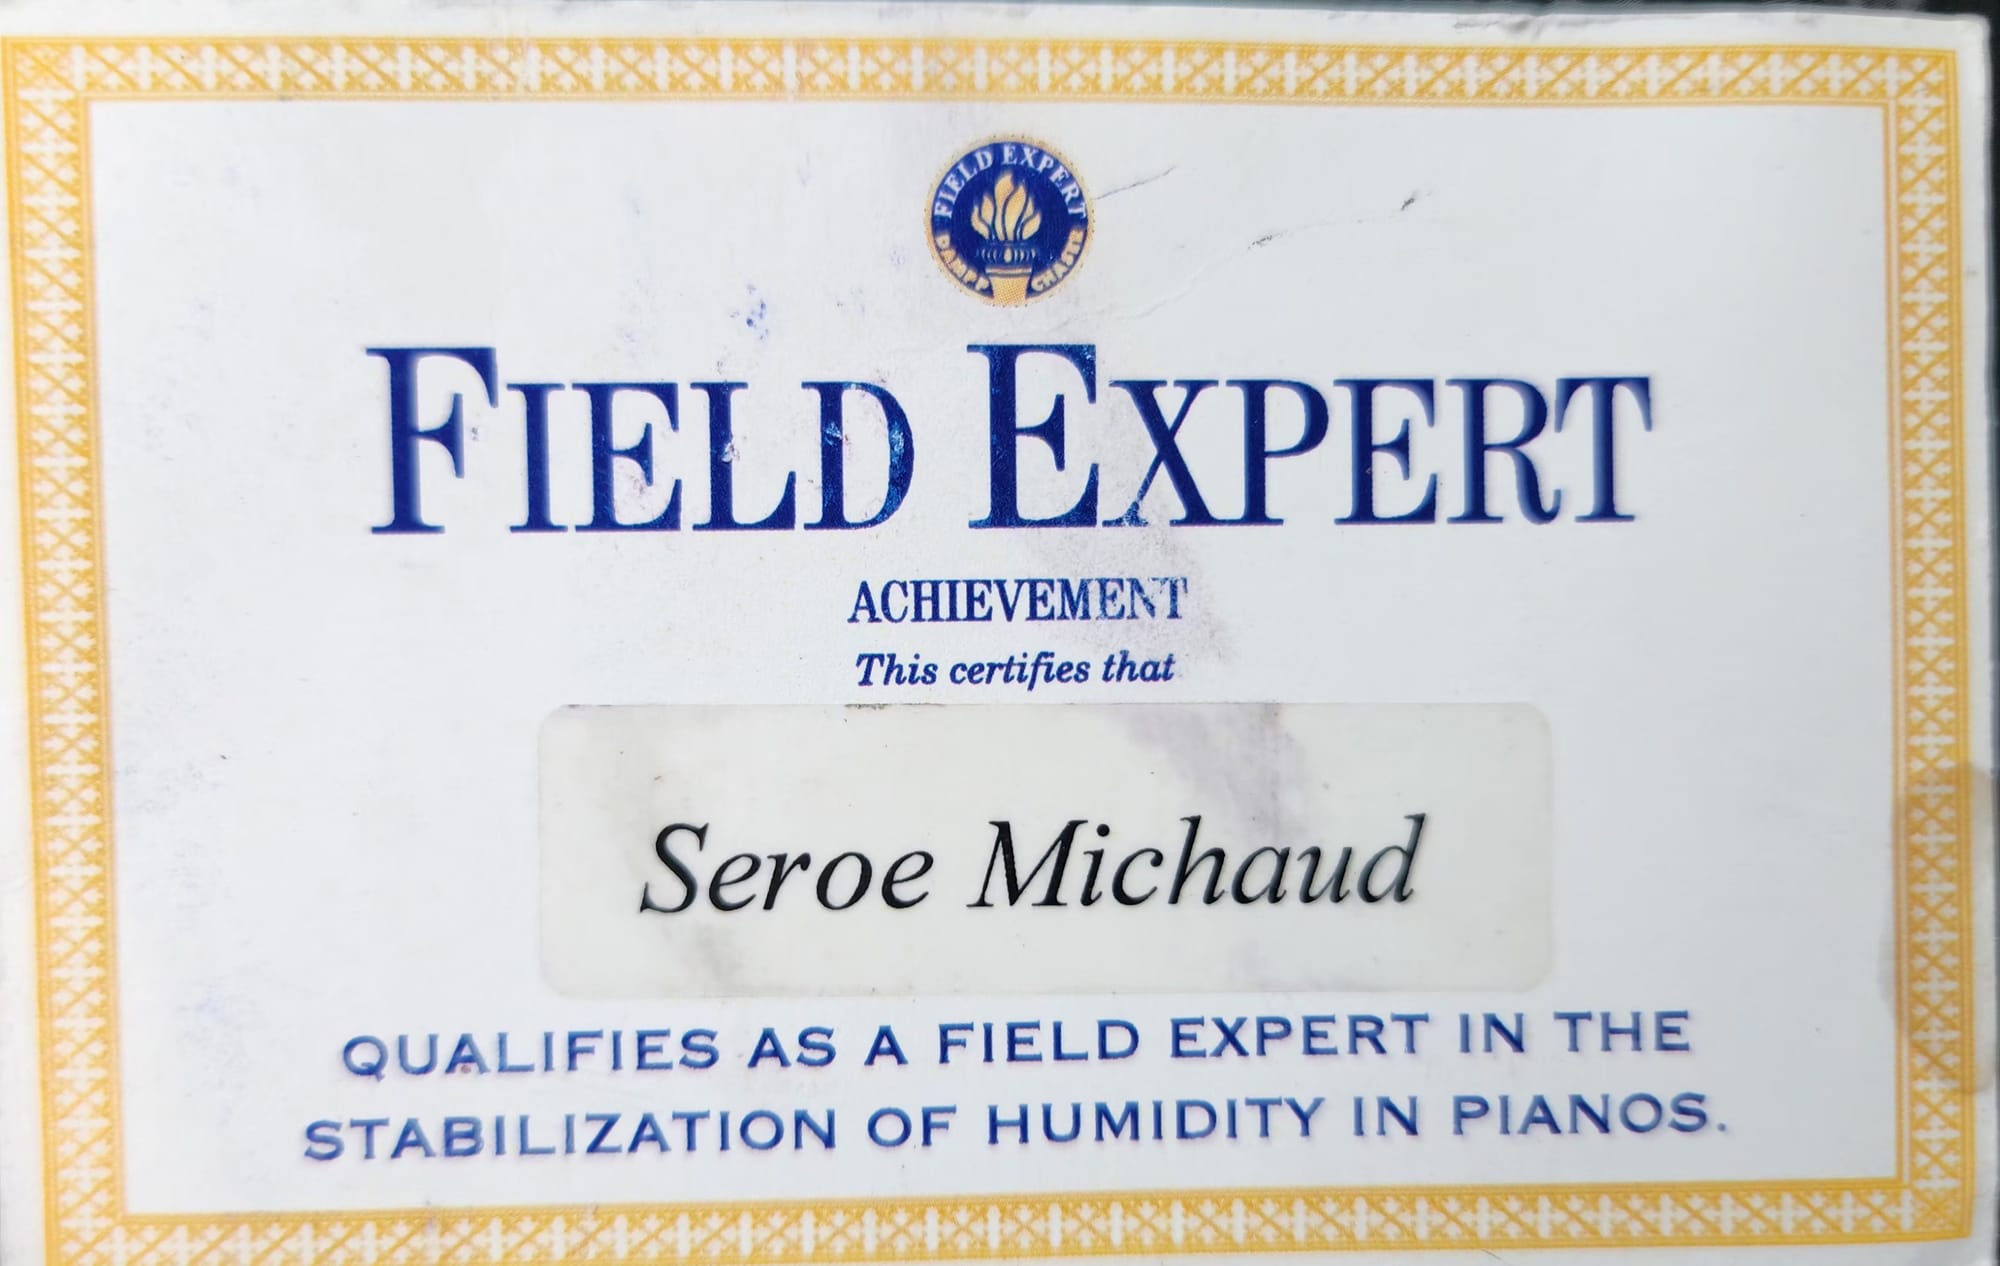 FIELD EXPERT
DAMPP CHASER
FIELD EXPERT
ACHIEVEMENT
This certifies that
Seroe Michaud
QUALIFIES AS A FIELD EXPERT IN THE
STABILIZATION OF HUMIDITY IN PIANOS.